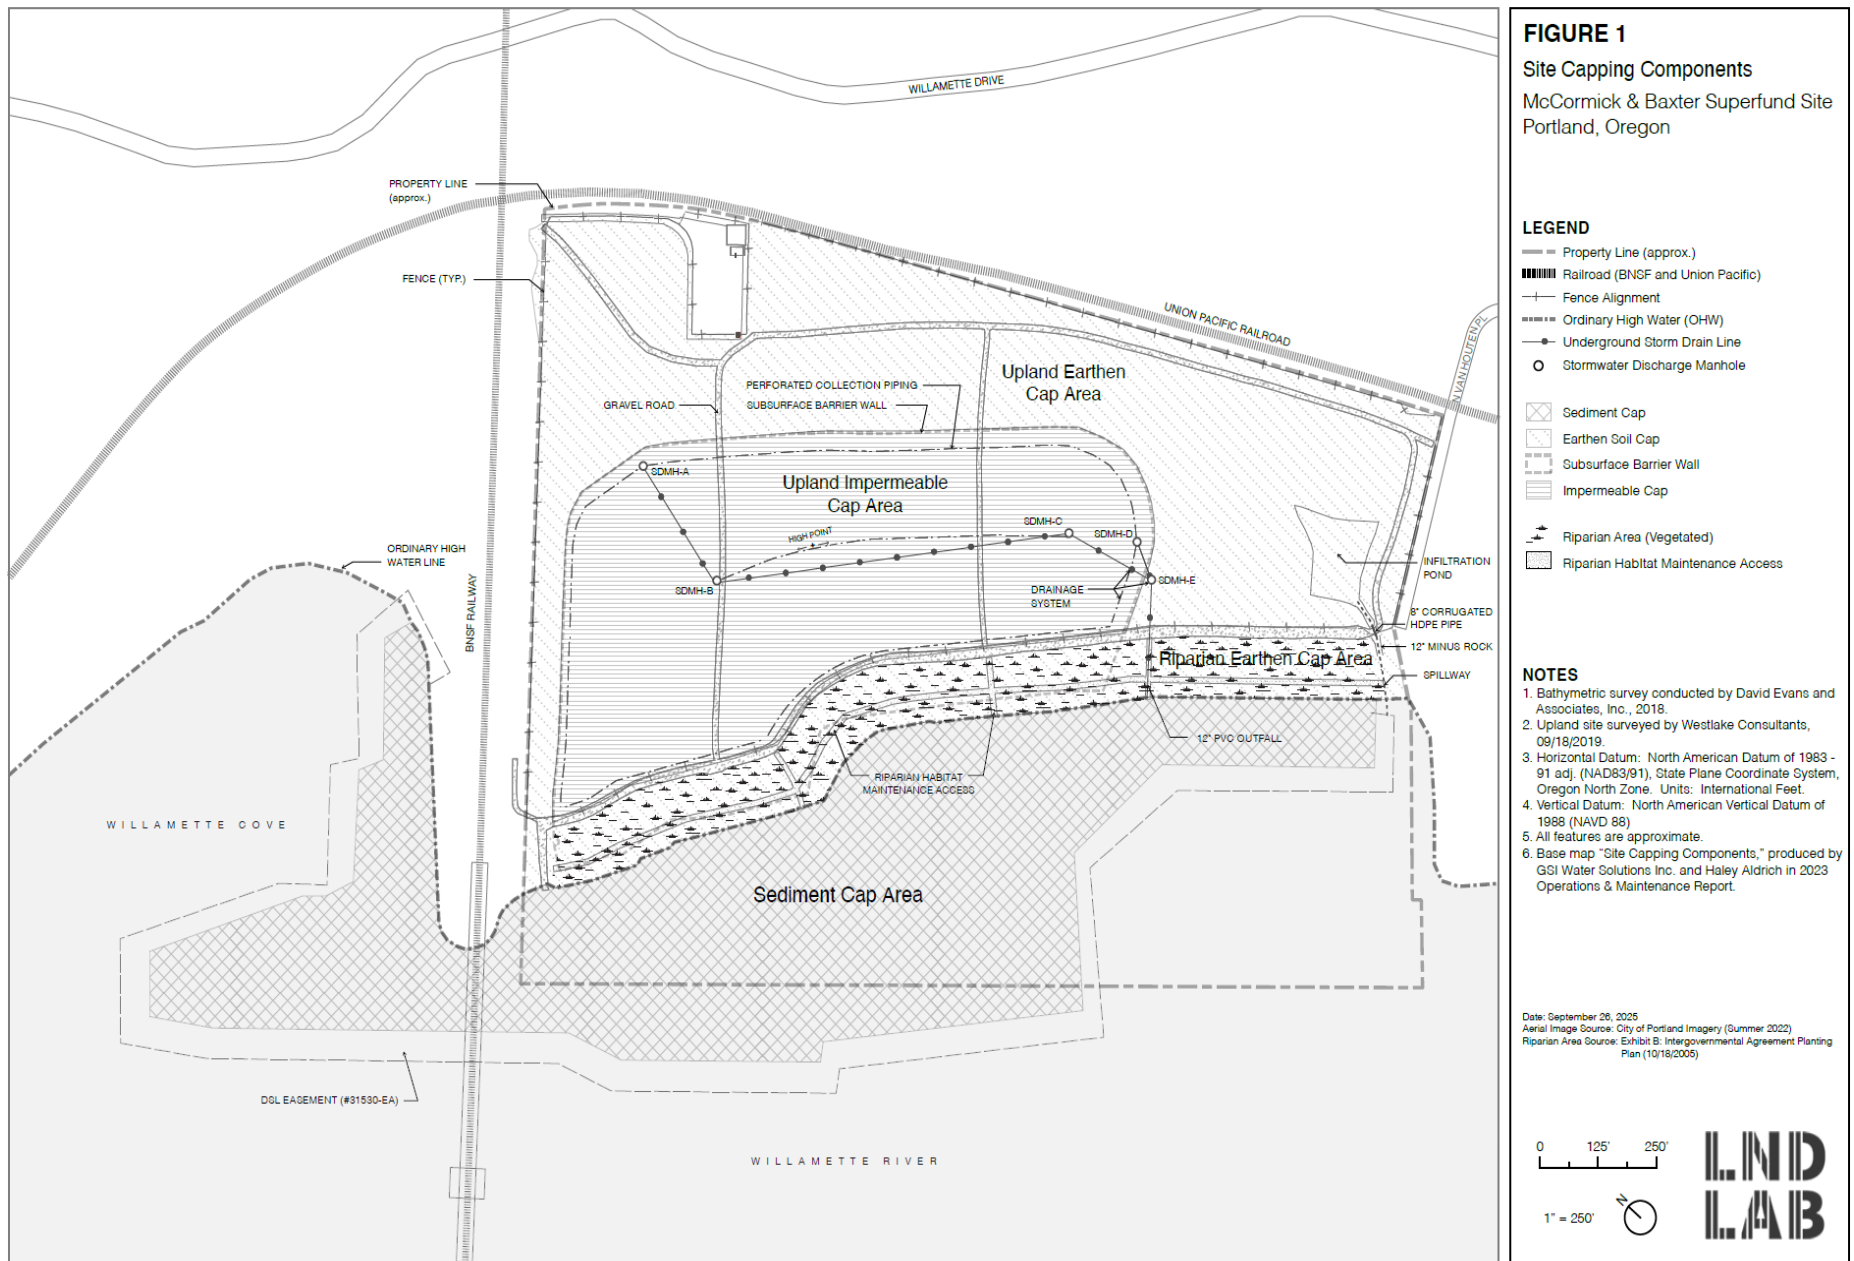 WILLAMETTE DRIVE
PROPERTY LINE
(approx.)
FENCE (TYP.)
UNION PACIFIC RAILROAD
N VAN HOUTEN PL
Upland Earthen
Cap Area
PERFORATED COLLECTION PIPING
SUBSURFACE BARRIER WALL
GRAVEL ROAD
SDMH-A
Upland Impermeable
Cap Area
HIGH POINT
SDMH-C
SDMH-D
SDMH-B
SDMH-E
DRAINAGE
SYSTEM
ORDINARY HIGH
WATER LINE
BNSF RAILWAY
INFILTRATION
POND
8" CORRUGATED
HDPE PIPE
12" MINUS ROCK
Riparian Earthen Cap Area
SPILLWAY
12" PVC OUTFALL
RIPARIAN HABITAT
MAINTENANCE ACCESS
WILLAMETTE COVE
Sediment Cap Area
DSL EASEMENT (#31530-EA)
WILLAMETTE RIVER
FIGURE 1
Site Capping Components
McCormick & Baxter Superfund Site
Portland, Oregon
LEGEND
Property Line (approx.)
Railroad (BNSF and Union Pacific)
Fence Alignment
Ordinary High Water (OHW)
Underground Storm Drain Line
Stormwater Discharge Manhole
Sediment Cap
Earthen Soil Cap
Subsurface Barrier Wall
Impermeable Cap
Riparian Area (Vegetated)
Riparian Habitat Maintenance Access
NOTES
1. Bathymetric survey conducted by David Evans and
Associates, Inc., 2018.
2. Upland site surveyed by Westlake Consultants,
09/18/2019.
3. Horizontal Datum: North American Datum of 1983 -
91 adj. (NAD83/91), State Plane Coordinate System,
Oregon North Zone. Units: International Feet.
4. Vertical Datum: North American Vertical Datum of
1988 (NAVD 88)
5. All features are approximate.
6. Base map "Site Capping Components," produced by
GSI Water Solutions Inc. and Haley Aldrich in 2023
Operations & Maintenance Report.
Date: September 26, 2025
Aerial Image Source: City of Portland Imagery (Summer 2022)
Riparian Area Source: Exhibit B: Intergovernmental Agreement Planting
Plan (10/18/2005)
0 125' 250'
1" = 250'
N
LND
LAB